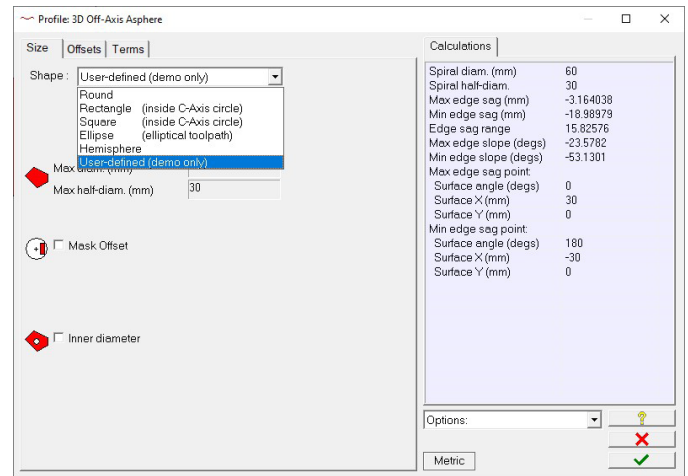 Profile: 3D Off-Axis Asphere
Size Offsets Terms
Shape : User-defined (demo only)
Round
Rectangle (inside C-Axis circle)
Square (inside C-Axis circle)
Ellipse (elliptical toolpath)
Hemisphere
User-defined (demo only)
Max diam. (mm)
Max half-diam. (mm) 30
Mask Offset
Inner diameter
Calculations
Spiral diam. (mm) 60
Spiral half-diam. 30
Max edge sag (mm) -3.164038
Min edge sag (mm) -18.98979
Edge sag range 15.82576
Max edge slope (degs) -23.5782
Min edge slope (degs) -53.1301
Max edge sag point:
Surface angle (degs) 0
Surface X (mm) 30
Surface Y (mm) 0
Min edge sag point:
Surface angle (degs) 180
Surface X (mm) -30
Surface Y (mm) 0
Options:
Metric